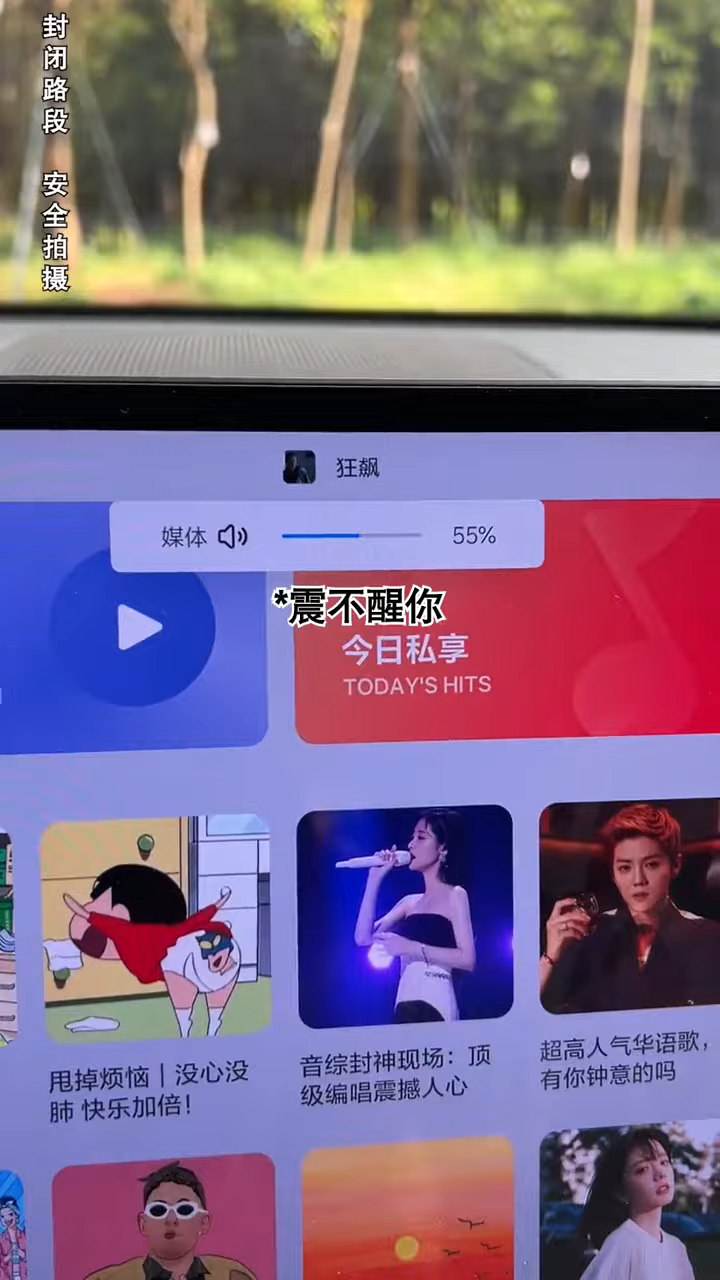 封闭路段 安全拍摄
狂飙
媒体 55%
*震不醒你
今日私享
TODAY'S HITS
甩掉烦恼｜没心没
肺 快乐加倍！
音综封神现场：顶
级编唱震撼人心
超高人气华语歌，
有你钟意的吗